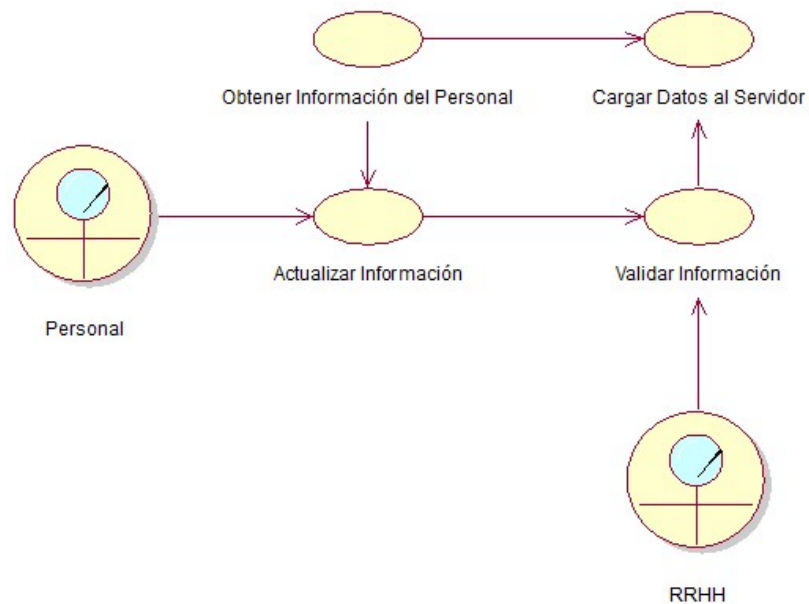 Obtener Información del Personal
Cargar Datos al Servidor
Actualizar Información
Validar Información
Personal
RRHH